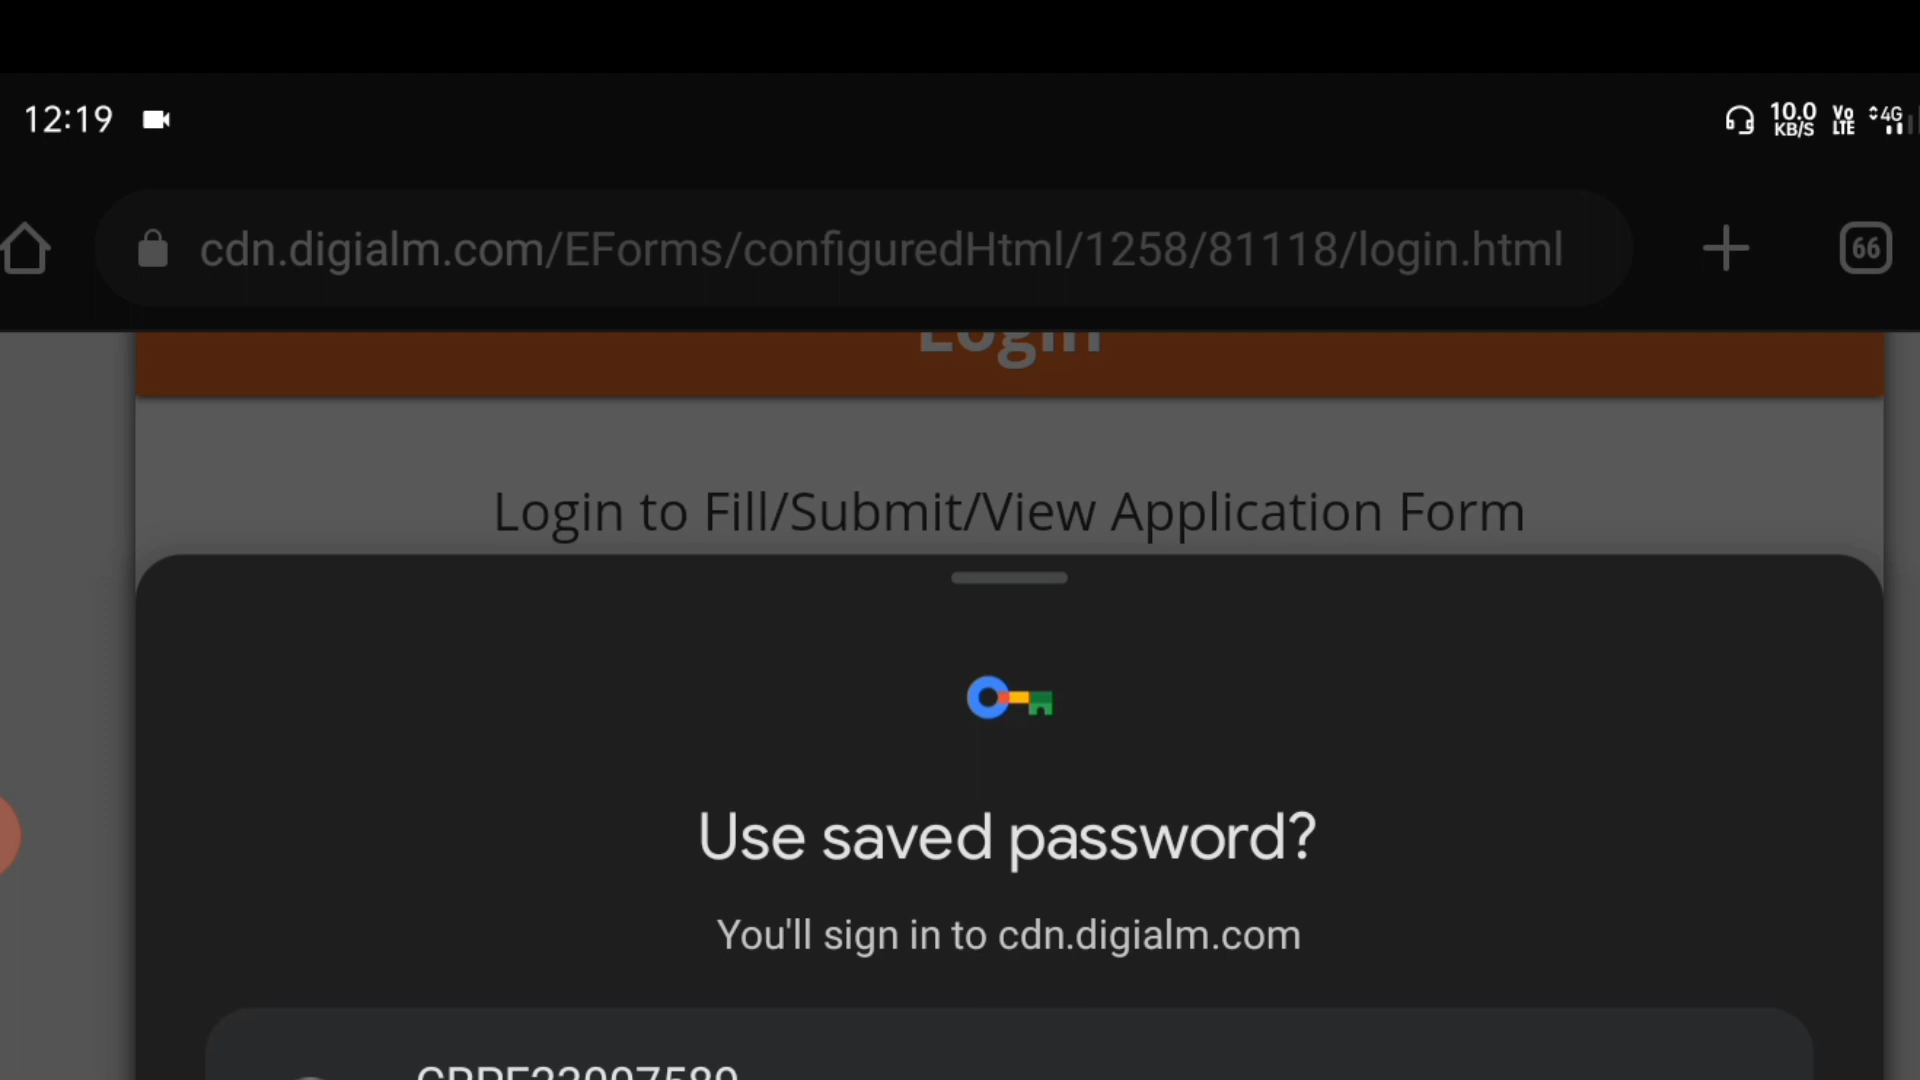 12:19
10.0 KB/S Vo LTE 4G
cdn.digialm.com/EForms/configuredHtml/1258/81118/login.html
66
Login
Login to Fill/Submit/View Application Form
Use saved password?
You'll sign in to cdn.digialm.com